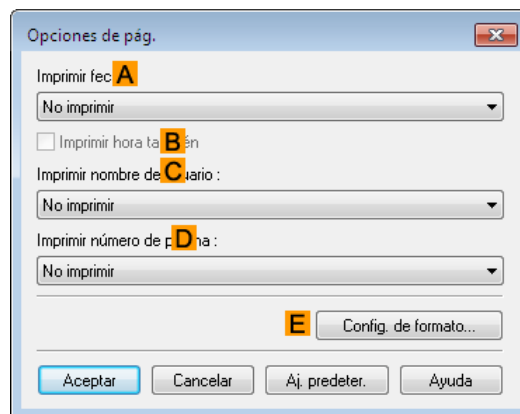 Opciones de pág.
Imprimir fec A
No imprimir
Imprimir hora ta B én
Imprimir nombre de C uario :
No imprimir
Imprimir número de p D na :
No imprimir
E Config. de formato...
Aceptar Cancelar Aj. predeter. Ayuda